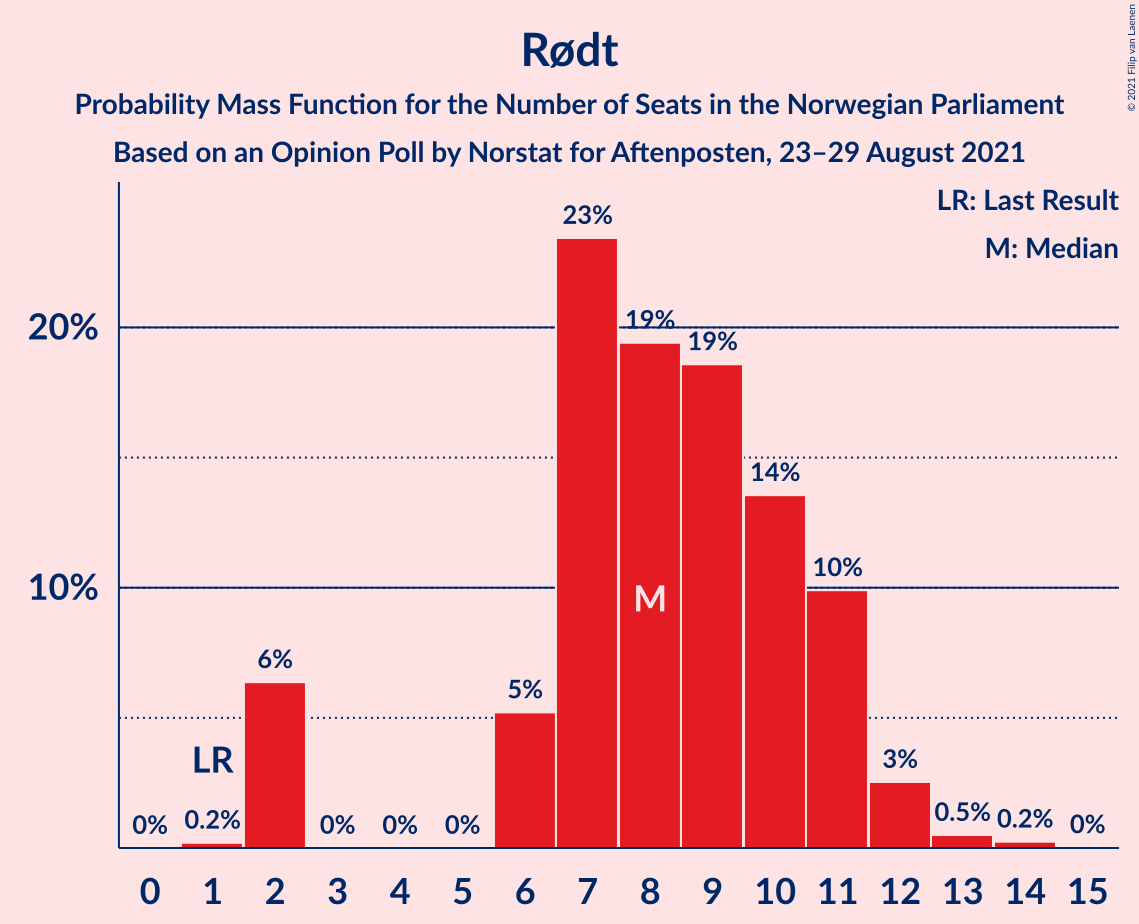 Rødt
Probability Mass Function for the Number of Seats in the Norwegian Parliament
Based on an Opinion Poll by Norstat for Aftenposten, 23–29 August 2021
© 2021 Filip van Laenen
LR: Last Result
M: Median
23%
20%
19%
19%
14%
10%
10%
M
6%
5%
LR
3%
0%
0.2%
0%
0%
0%
0.5%
0.2%
0%
0 1 2 3 4 5 6 7 8 9 10 11 12 13 14 15